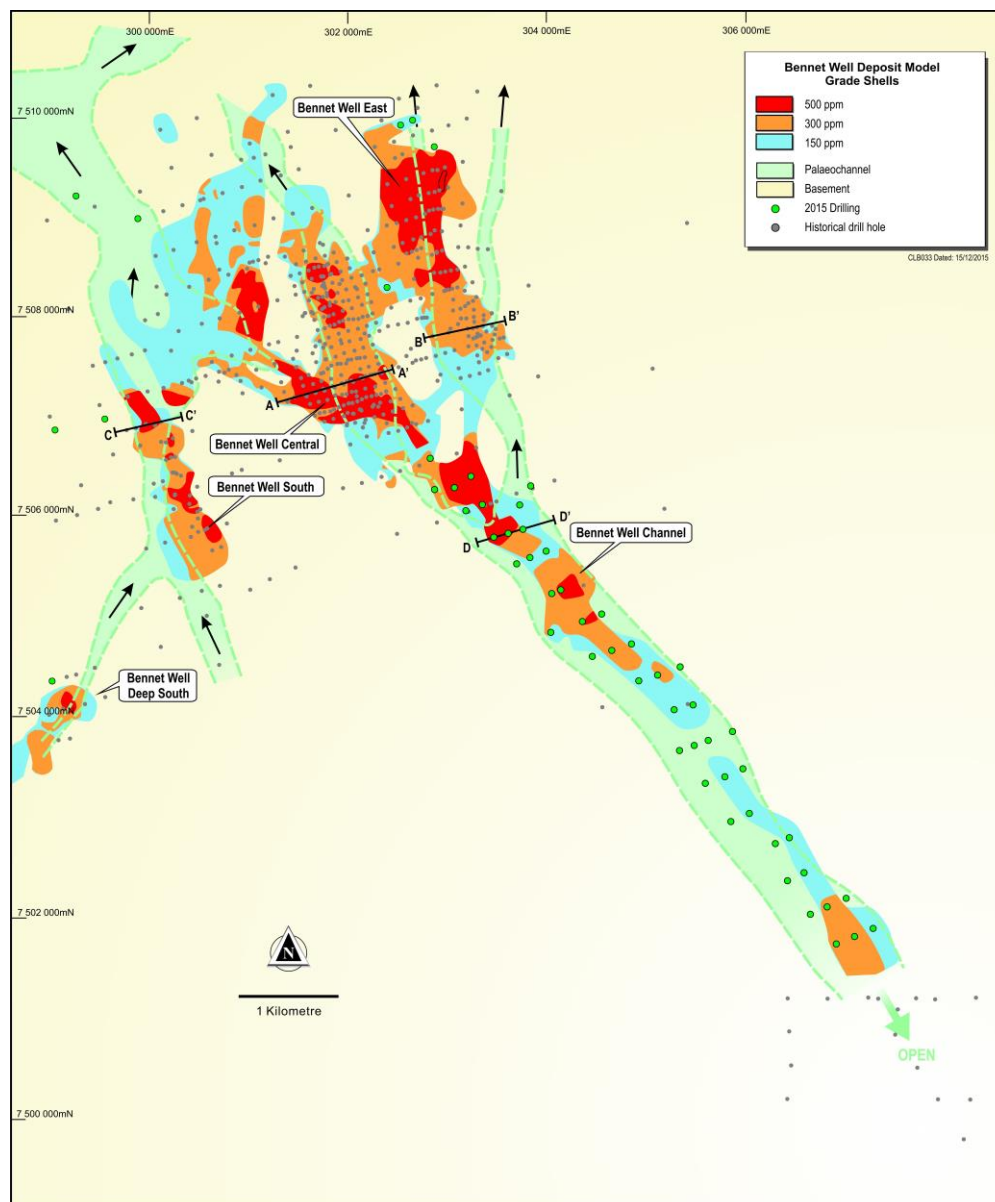 300 000mE
302 000mE
304 000mE
306 000mE
Bennet Well Deposit Model
Grade Shells
500 ppm
300 ppm
150 ppm
Palaeochannel
Basement
2015 Drilling
Historical drill hole
CLB033 Dated: 15/12/2015
7 510 000mN
Bennet Well East
7 508 000mN
B
B'
A
A'
C
C'
Bennet Well Central
Bennet Well South
7 506 000mN
D
D'
Bennet Well Channel
Bennet Well
Deep South
7 504 000mN
7 502 000mN
N
1 Kilometre
OPEN
7 500 000mN